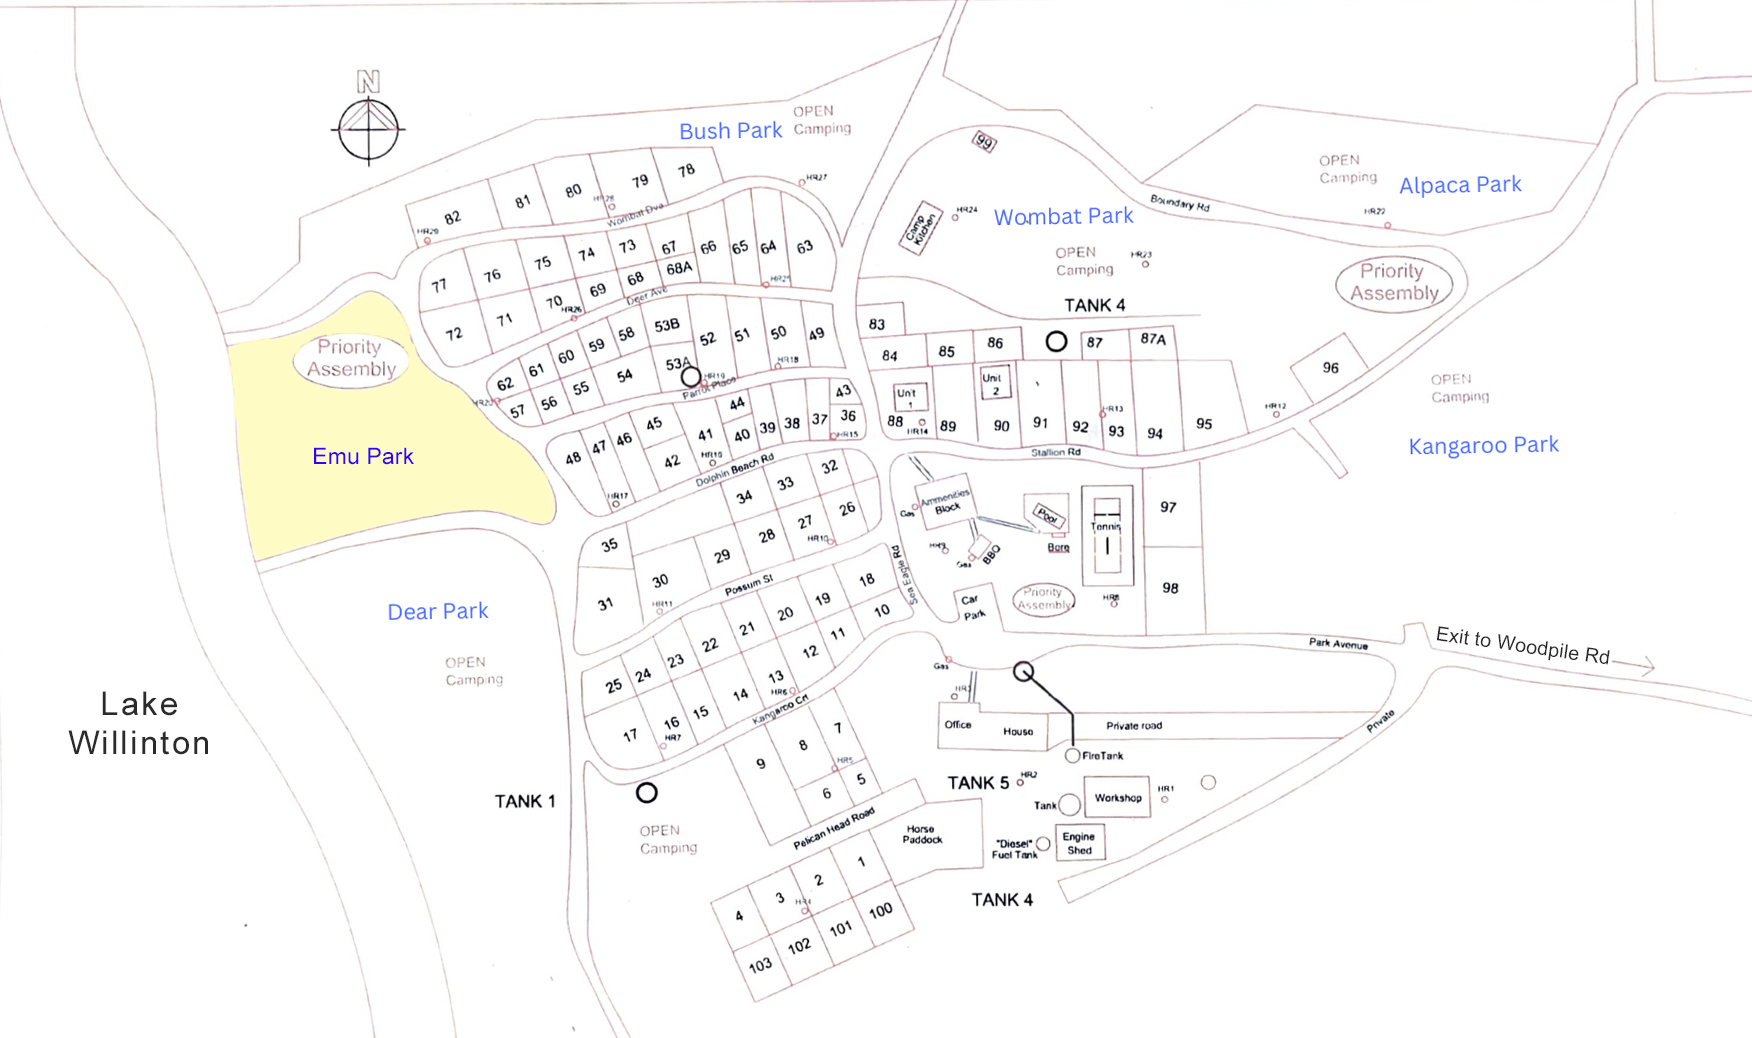 N
OPEN
Camping
Bush Park
99
OPEN
Camping
Alpaca Park
78
79
80
81
82
HR27
HR28
Wombat Dve
HR29
HR24
Camp
Kitchen
Wombat Park
Boundary Rd
HR22
OPEN
Camping
HR23
Priority
Assembly
77
76
75
74
73
67
66
65
64
63
68A
68
69
70
71
72
HR25
HR26
Deer Ave
TANK 4
Priority
Assembly
62
61
60
59
58
53B
52
51
50
49
53A
54
55
56
57
HR18
HR19
HR20
Parrot Place
83
84
85
86
87
87A
96
Unit
1
Unit
2
88
89
90
91
92
93
94
95
HR14
HR13
HR12
OPEN
Camping
Kangaroo Park
Emu Park
48
47
46
45
44
43
42
41
40
39
38
37
36
HR15
HR16
HR17
Dolphin Beach Rd
Stallion Rd
32
33
34
35
26
27
28
29
30
31
HR10
HR11
Possum St
Sea Eagle Rd
Ammenities
Block
Gas
HR9
Gas
BBQ
Pool
Bore
Tennis
97
98
HR8
Priority
Assembly
Car
Park
Dear Park
OPEN
Camping
18
19
20
21
22
23
24
25
10
11
12
13
14
15
16
17
HR6
HR7
Kangaroo Crt
Park Avenue
Exit to Woodpile Rd
Gas
HR3
Office
House
Private road
Private
FireTank
Lake
Willinton
7
8
9
HR5
5
6
TANK 1
TANK 5
HR2
Tank
Workshop
HR1
OPEN
Camping
Pelican Head Road
Horse
Paddock
"Diesel"
Fuel Tank
Engine
Shed
TANK 4
1
2
3
4
HR4
100
101
102
103